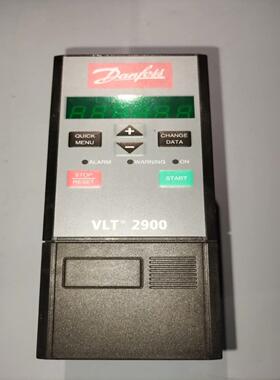 Danfoss
QUICK MENU
+
CHANGE DATA
-
ALARM
WARNING
ON
STOP
RESET
START
VLT® 2900